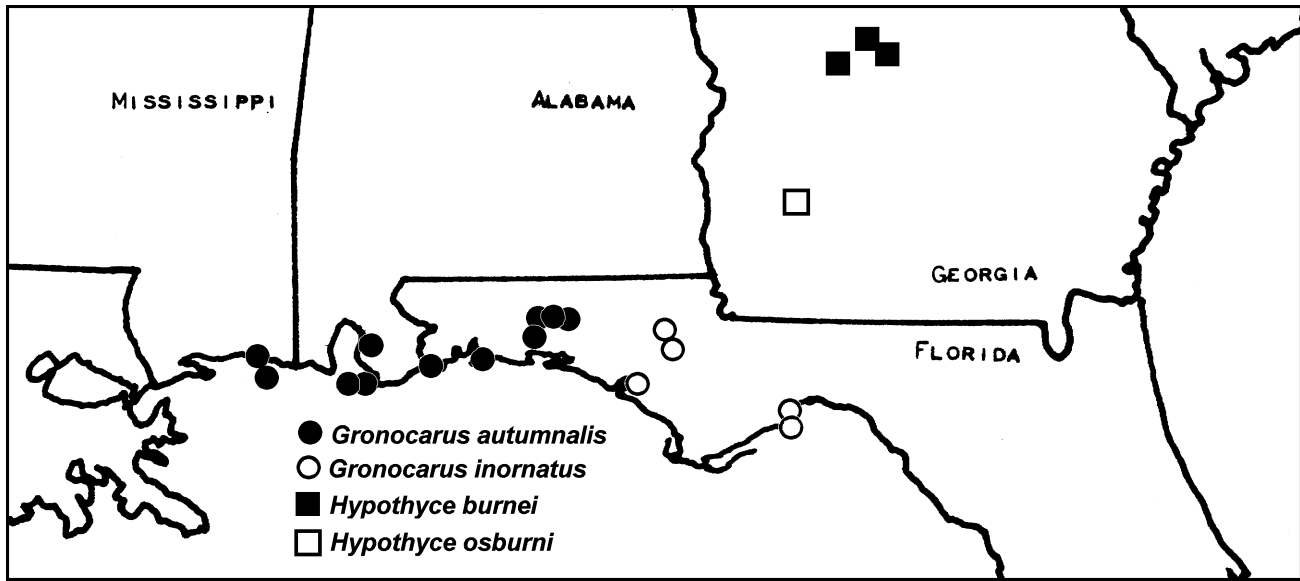 MISSISSIPPI
ALABAMA
GEORGIA
FLORIDA
Gronocarus autumnalis
Gronocarus inornatus
Hypothyce burnei
Hypothyce osburni